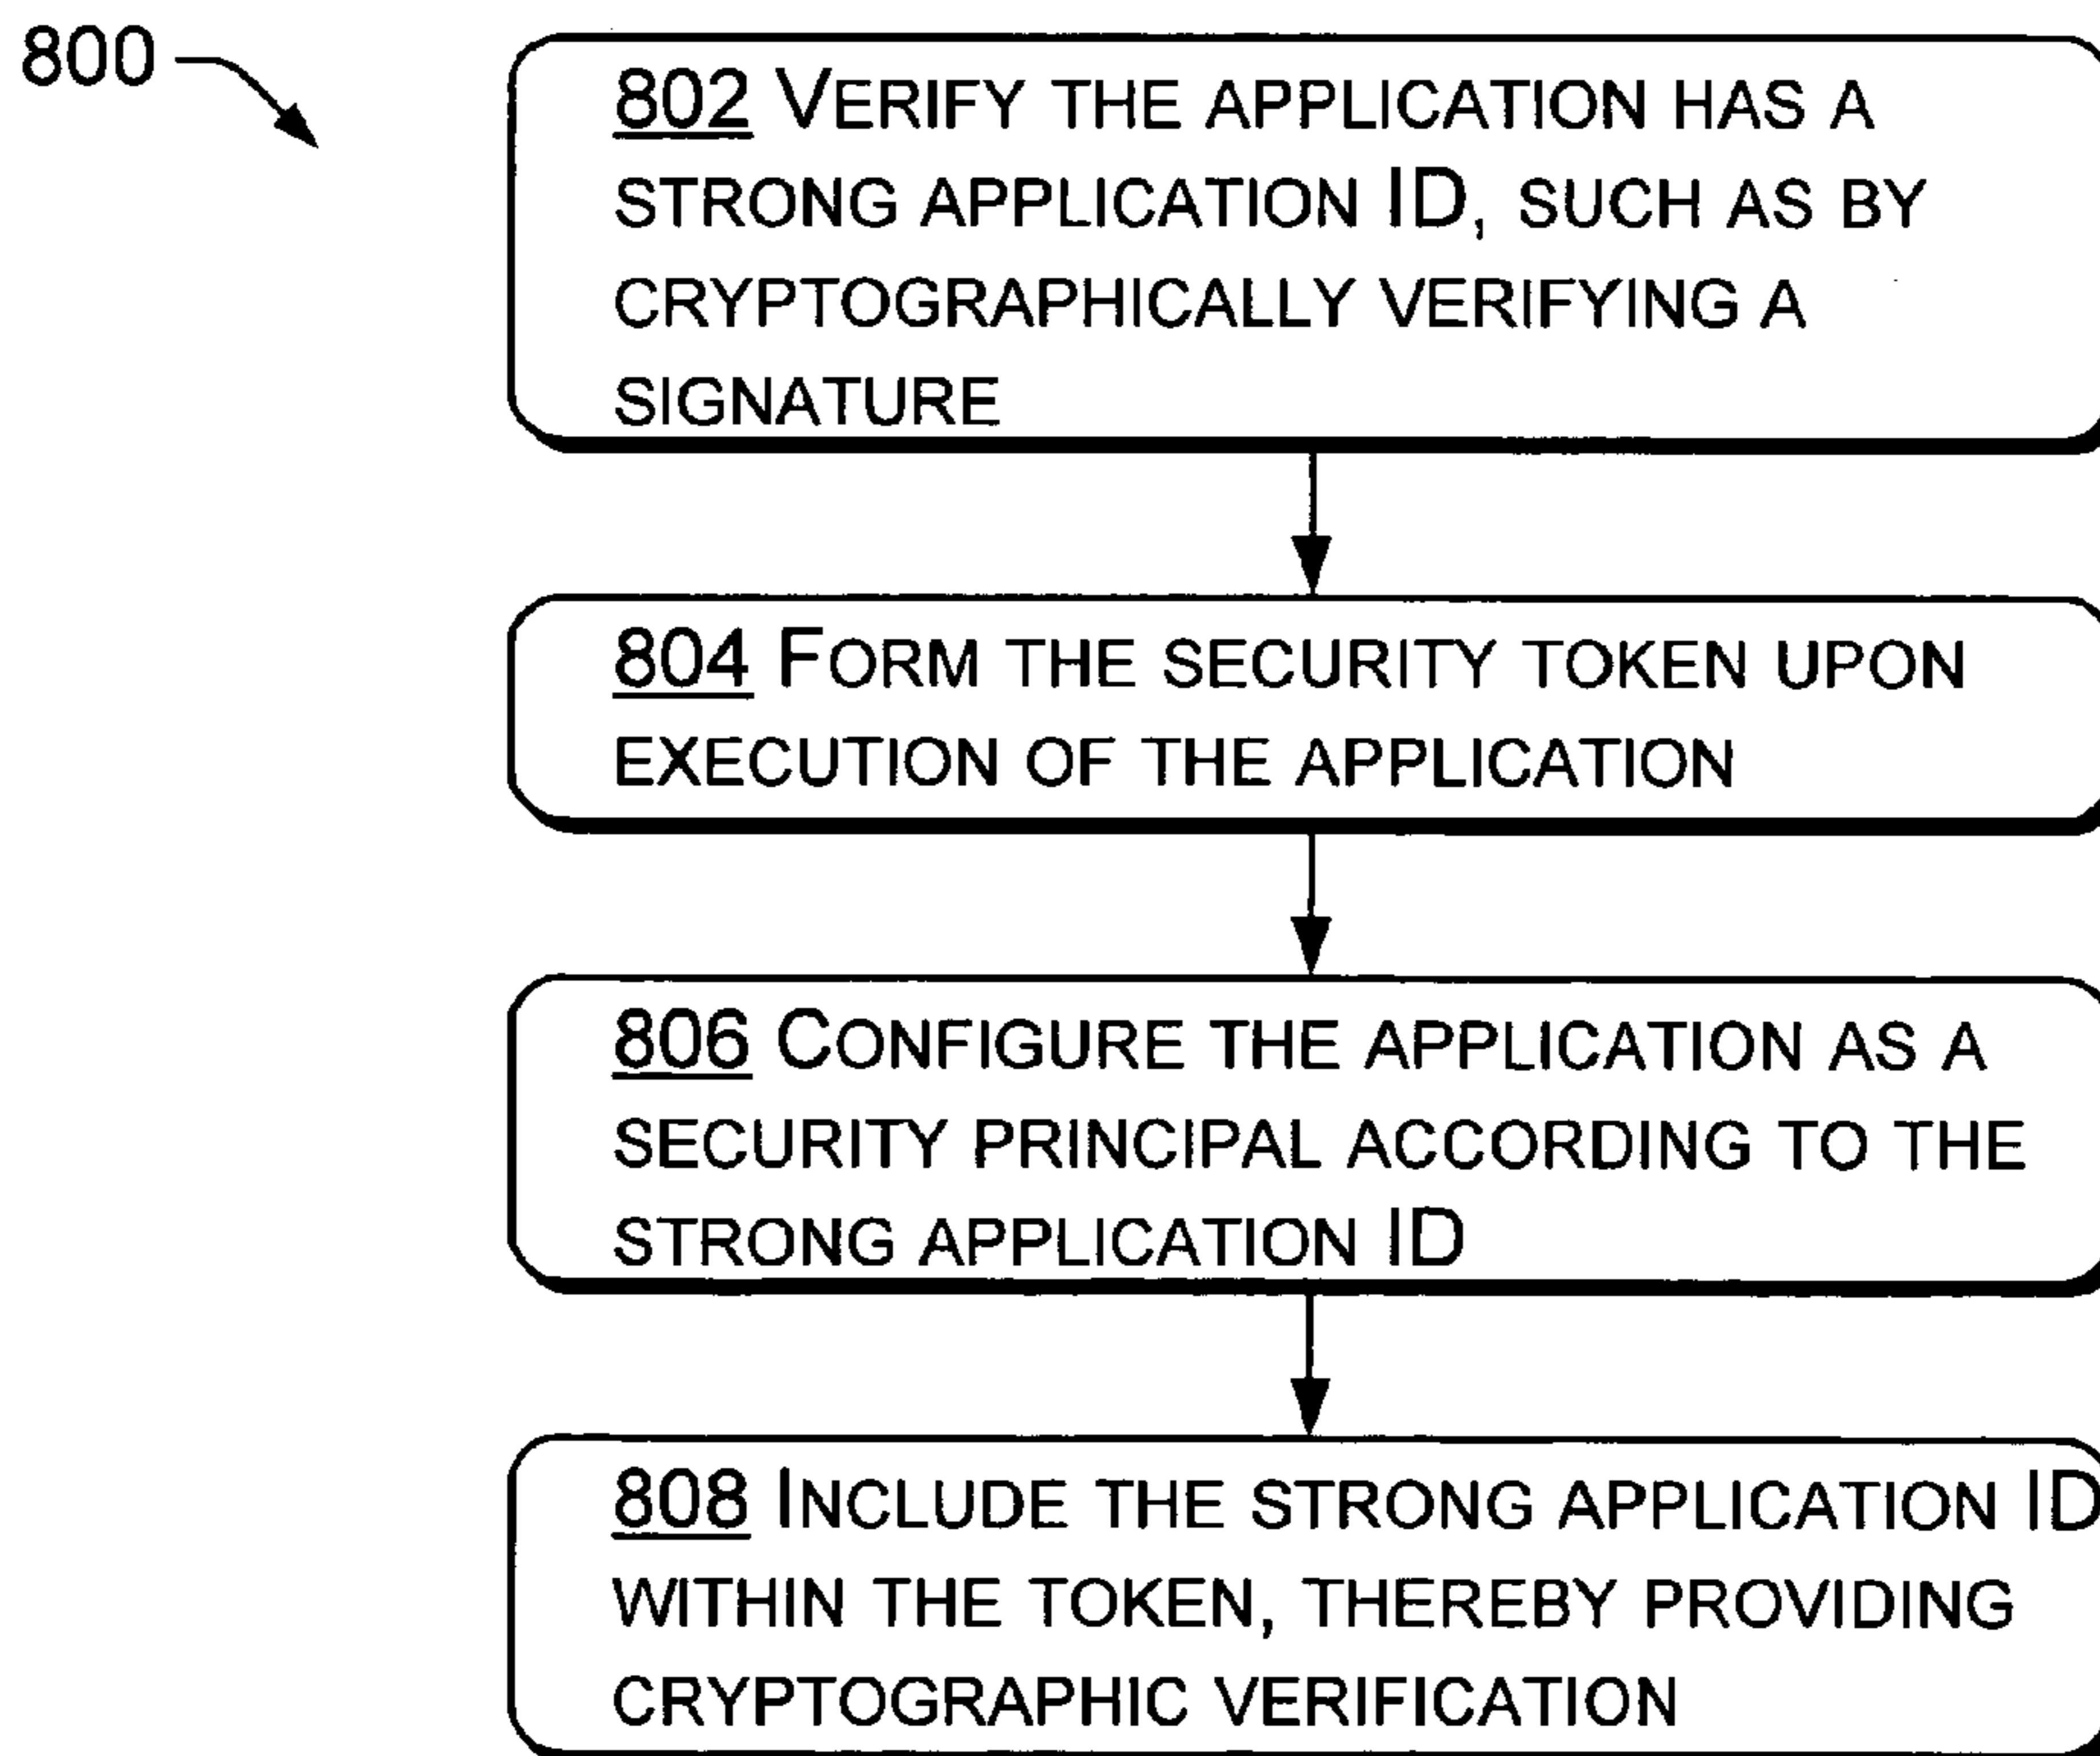 800
802 VERIFY THE APPLICATION HAS A
STRONG APPLICATION ID, SUCH AS BY
CRYPTOGRAPHICALLY VERIFYING A
SIGNATURE
804 FORM THE SECURITY TOKEN UPON
EXECUTION OF THE APPLICATION
806 CONFIGURE THE APPLICATION AS A
SECURITY PRINCIPAL ACCORDING TO THE
STRONG APPLICATION ID
808 INCLUDE THE STRONG APPLICATION ID
WITHIN THE TOKEN, THEREBY PROVIDING
CRYPTOGRAPHIC VERIFICATION